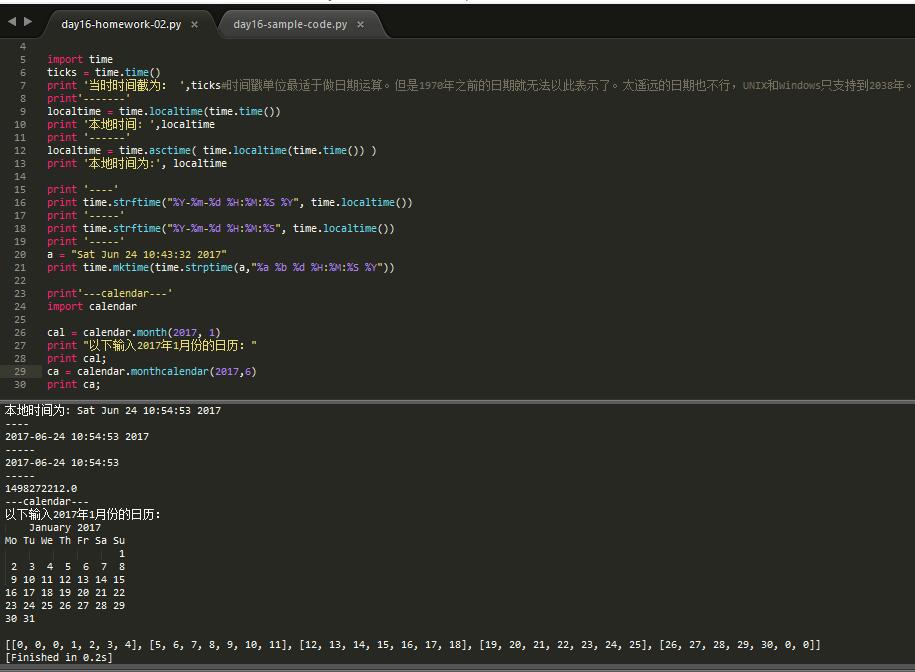 day16-homework-02.py × day16-sample-code.py ×
4
5 import time
6 ticks = time.time()
7 print '当时时间戳为: ',ticks#时间戳单位最适于做日期运算。但是1970年之前的日期就无法以此表示了。太遥远的日期也不行，UNIX和Windows只支持到2038年。
8 print'-------'
9 localtime = time.localtime(time.time())
10 print '本地时间: ',localtime
11 print '------'
12 localtime = time.asctime( time.localtime(time.time()) )
13 print '本地时间为:', localtime
14
15 print '----'
16 print time.strftime("%Y-%m-%d %H:%M:%S %Y", time.localtime())
17 print '-----'
18 print time.strftime("%Y-%m-%d %H:%M:%S", time.localtime())
19 print '-----'
20 a = "Sat Jun 24 10:43:32 2017"
21 print time.mktime(time.strptime(a,"%a %b %d %H:%M:%S %Y"))
22
23 print'---calendar---'
24 import calendar
25
26 cal = calendar.month(2017, 1)
27 print "以下输入2017年1月份的日历: "
28 print cal;
29 ca = calendar.monthcalendar(2017,6)
30 print ca;
本地时间为: Sat Jun 24 10:54:53 2017
----
2017-06-24 10:54:53 2017
-----
2017-06-24 10:54:53
-----
1498272212.0
---calendar---
以下输入2017年1月份的日历:
January 2017
Mo Tu We Th Fr Sa Su
1
2 3 4 5 6 7 8
9 10 11 12 13 14 15
16 17 18 19 20 21 22
23 24 25 26 27 28 29
30 31
[[0, 0, 0, 1, 2, 3, 4], [5, 6, 7, 8, 9, 10, 11], [12, 13, 14, 15, 16, 17, 18], [19, 20, 21, 22, 23, 24, 25], [26, 27, 28, 29, 30, 0, 0]]
[Finished in 0.2s]